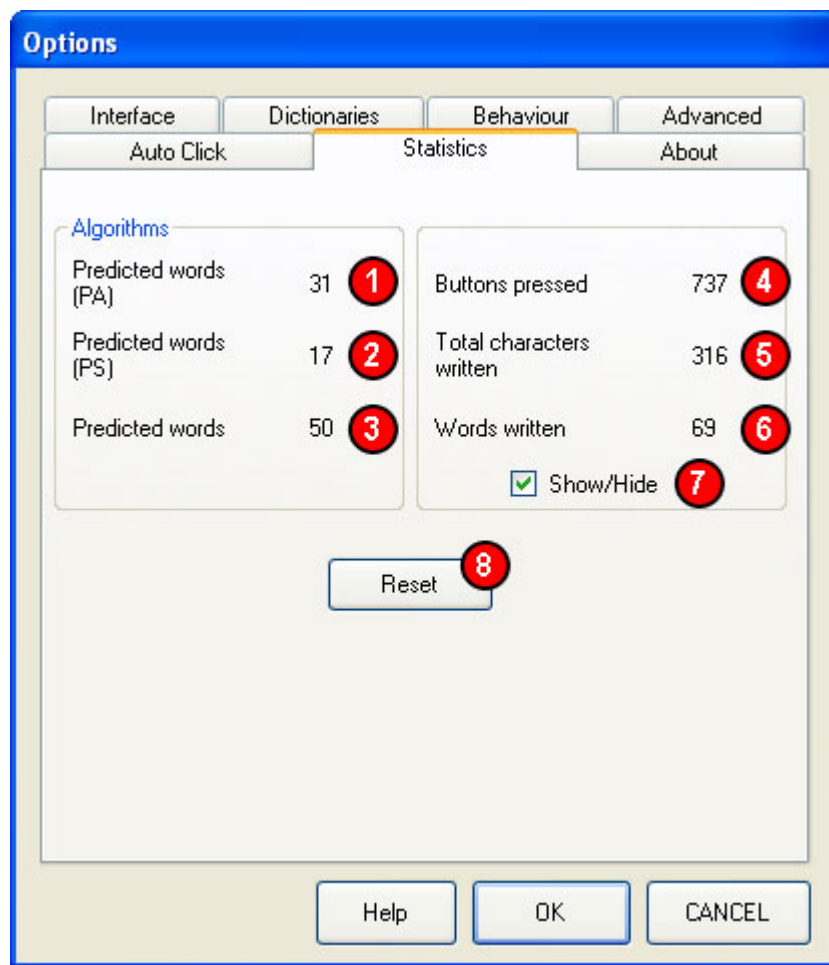 Options
Interface Dictionaries Behaviour Advanced
Auto Click Statistics About
Algorithms
Predicted words
(PA) 31 1
Predicted words
(PS) 17 2
Predicted words 50 3
Buttons pressed 737 4
Total characters
written 316 5
Words written 69 6
Show/Hide 7
Reset 8
Help OK CANCEL